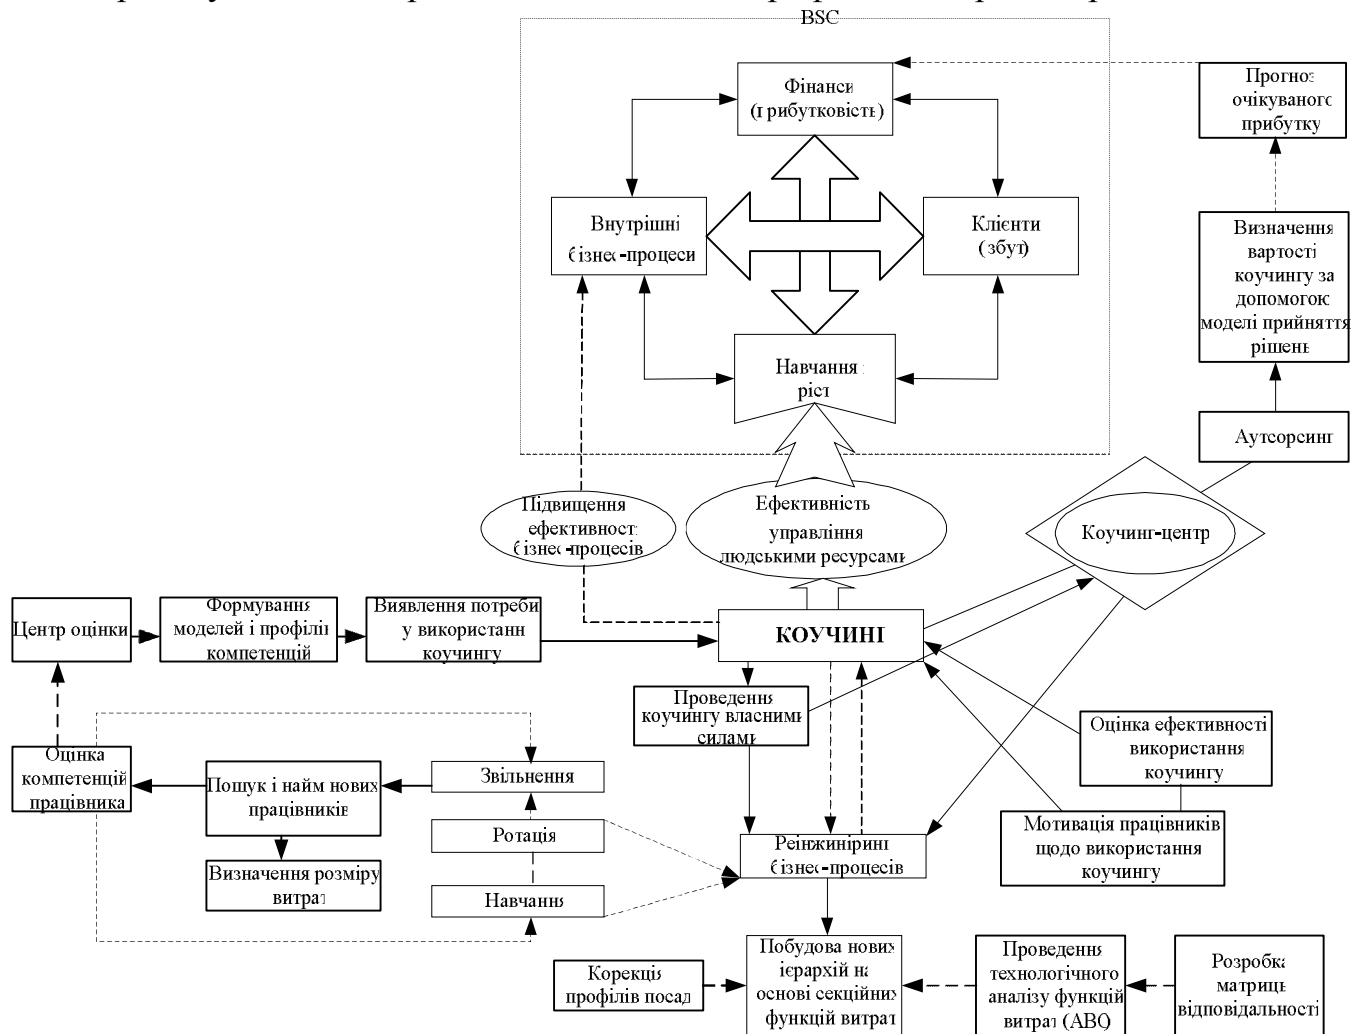 BSC
Фінанси
(прибутковість)
Прогноз
очікуваного
прибутку
Внутрішні
бізнес-процеси
Клієнти
(збут)
Визначення
вартості
коучингу за
допомогою
моделі прийняття
рішень
Навчання
ріст
Аутсорсинг
Підвищення
ефективності
бізнес-процесів
Ефективність
управління
людськими ресурсами
Коучинг-центр
Центр оцінки
Формування
моделей і профілів
компетенцій
Виявлення потреби
у використанні
коучингу
КОУЧИНГ
Проведення
коучингу власними
силами
Оцінка ефективності
використання
коучингу
Оцінка
компетенцій
працівника
Пошук і найм нових
працівників
Звільнення
Ротація
Навчання
Визначення розміру
витрат
Реінжиніринг
бізнес-процесів
Мотивація працівників
щодо використання
коучингу
Корекція
профілів посад
Побудова нових
ієрархій на
основі секційних
функцій витрат
Проведення
технологічного
аналізу функцій
витрат (ABC)
Розробка
матриць
відповідальності